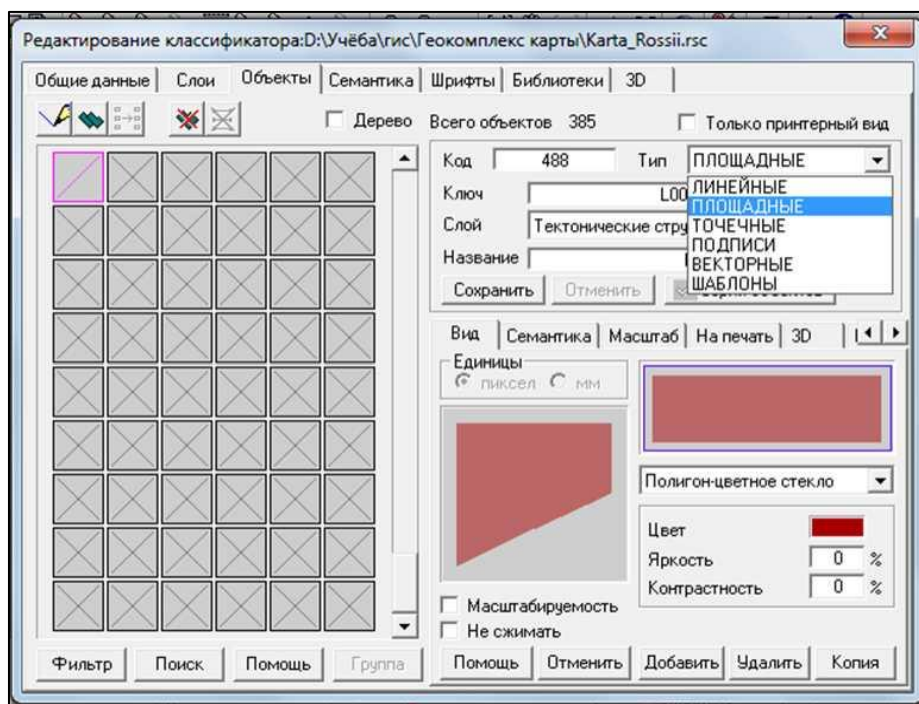 Редактирование классификатора:D:\Учёба\гис\Геокомплекс карты\Karta_Rossii.rsc
Общие данные Слои Объекты Семантика Шрифты Библиотеки 3D
Дерево Всего объектов 385 Только принтерный вид
Код 488 Тип ПЛОЩАДНЫЕ
ЛИНЕЙНЫЕ
Ключ L00
ПЛОЩАДНЫЕ
Слой Тектонические стру
ТОЧЕЧНЫЕ
ПОДПИСИ
Название
ВЕКТОРНЫЕ
ШАБЛОНЫ
Сохранить Отменить
Вид Семантика Масштаб На печать 3D
Единицы
пиксел мм
Полигон-цветное стекло
Цвет
Яркость 0 %
Контрастность 0 %
Масштабируемость
Не сжимать
Фильтр Поиск Помощь Группа Помощь Отменить Добавить Удалить Копия